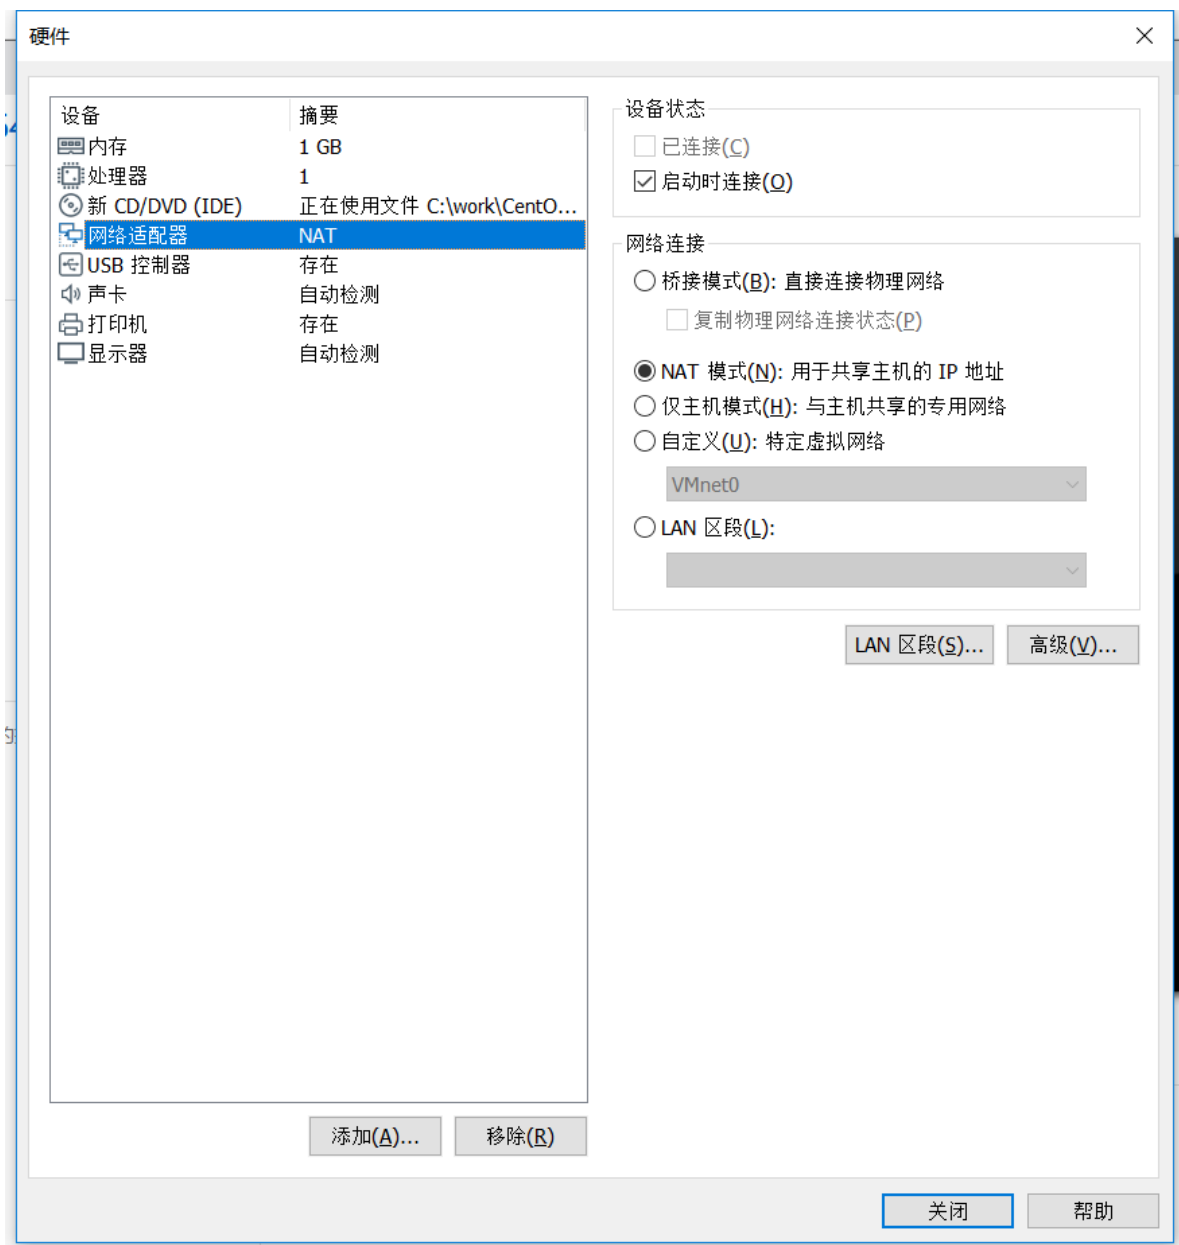 硬件
设备 摘要
内存 1 GB
处理器 1
新 CD/DVD (IDE) 正在使用文件 C:\work\CentO...
网络适配器 NAT
USB 控制器 存在
声卡 自动检测
打印机 存在
显示器 自动检测
添加(A)... 移除(R)
设备状态
已连接(C)
启动时连接(O)
网络连接
桥接模式(B): 直接连接物理网络
复制物理网络连接状态(P)
NAT 模式(N): 用于共享主机的 IP 地址
仅主机模式(H): 与主机共享的专用网络
自定义(U): 特定虚拟网络
VMnet0
LAN 区段(L):
LAN 区段(S)... 高级(V)...
关闭 帮助